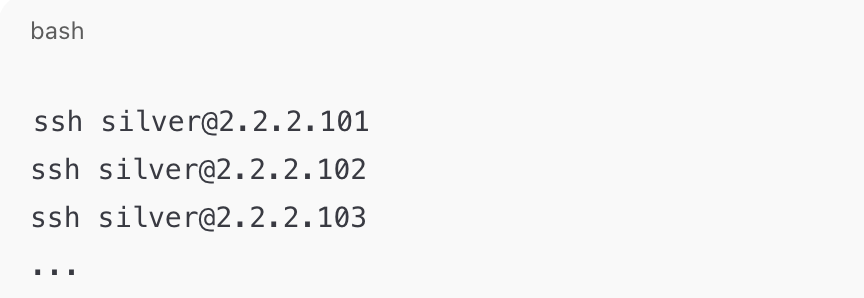 bash
ssh silver@2.2.2.101
ssh silver@2.2.2.102
ssh silver@2.2.2.103
...